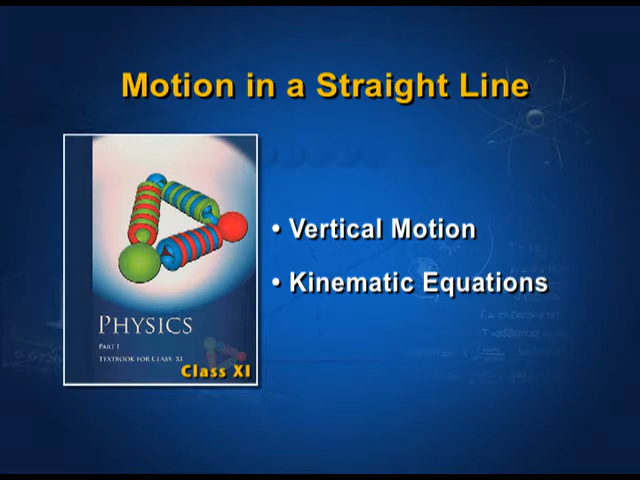 Motion in a Straight Line
• Vertical Motion
• Kinematic Equations
PHYSICS
PART I
TEXTBOOK FOR CLASS XI
Class XI